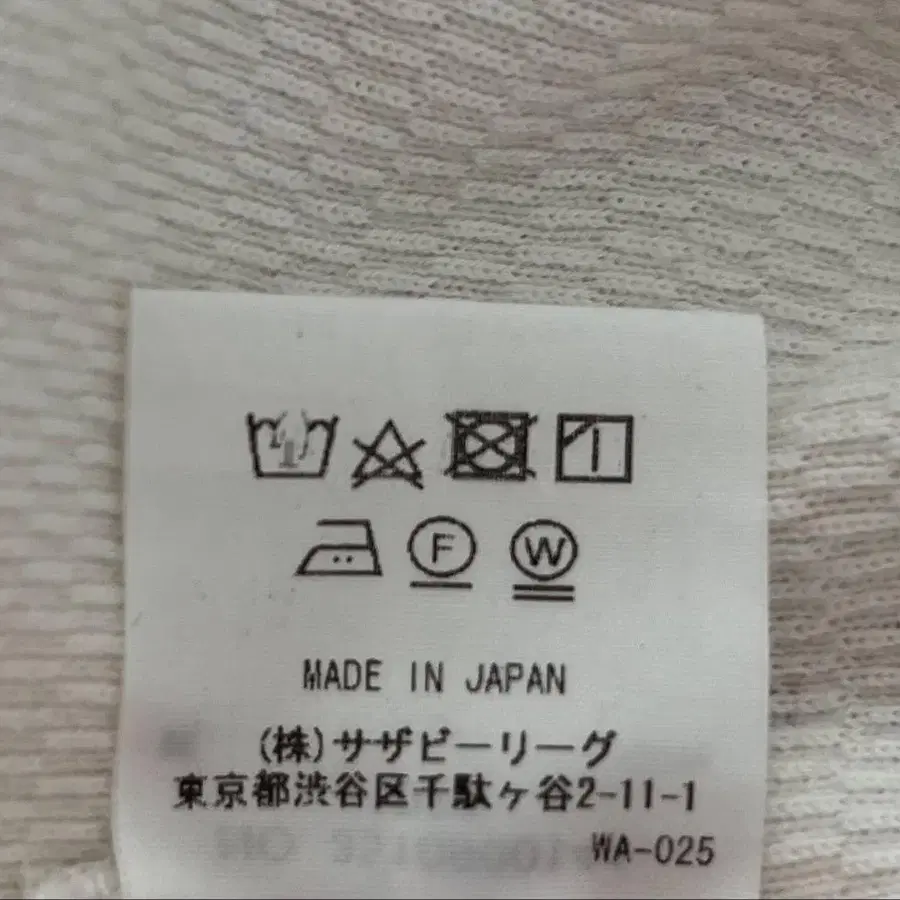 F W
MADE IN JAPAN
(株)サザビーリーグ
東京都渋谷区千駄ヶ谷2-11-1
WA-025